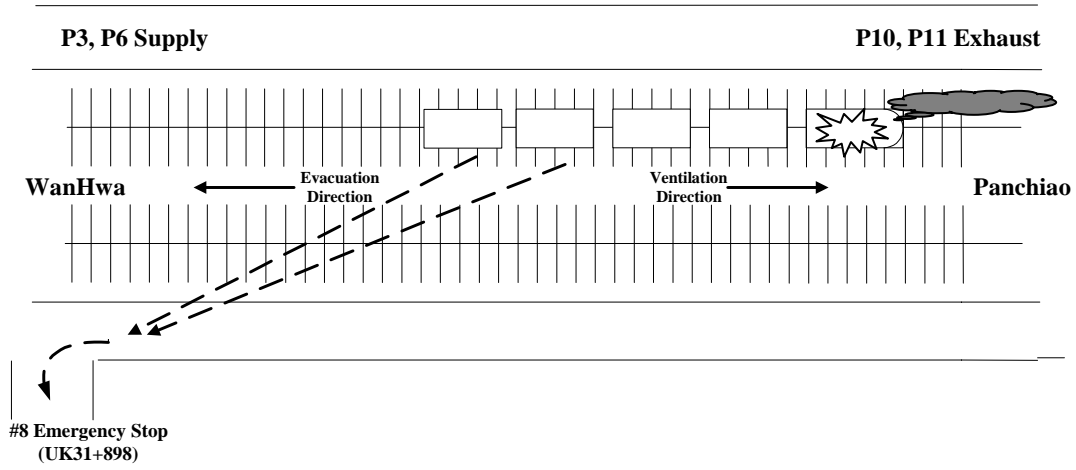 P3, P6 Supply
P10, P11 Exhaust
WanHwa
Evacuation
Direction
Ventilation
Direction
Panchiao
#8 Emergency Stop
(UK31+898)